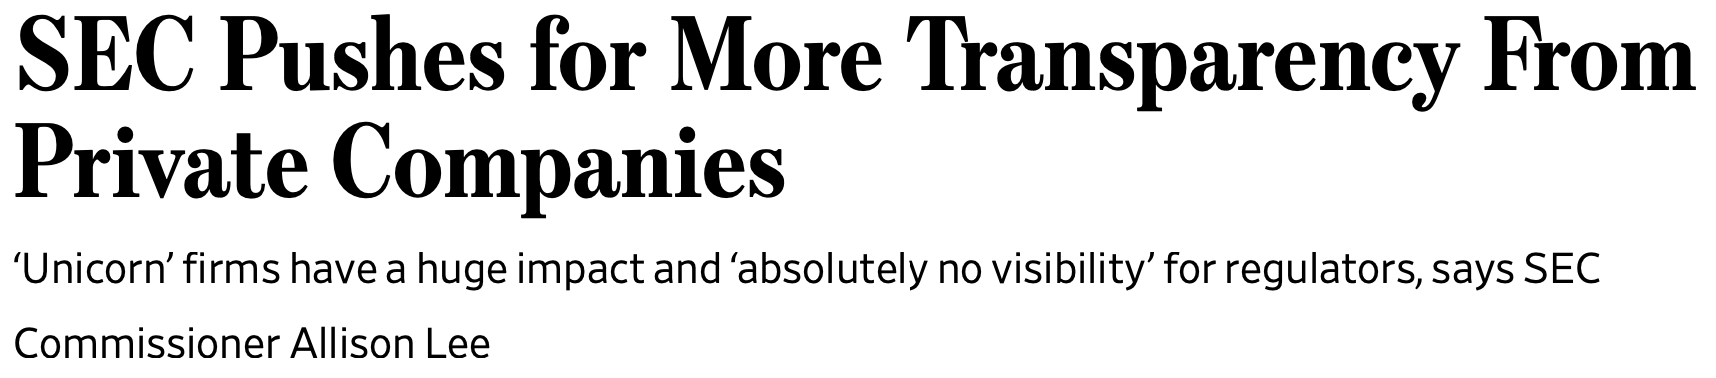 SEC Pushes for More Transparency From
Private Companies
‘Unicorn’ firms have a huge impact and ‘absolutely no visibility’ for regulators, says SEC
Commissioner Allison Lee